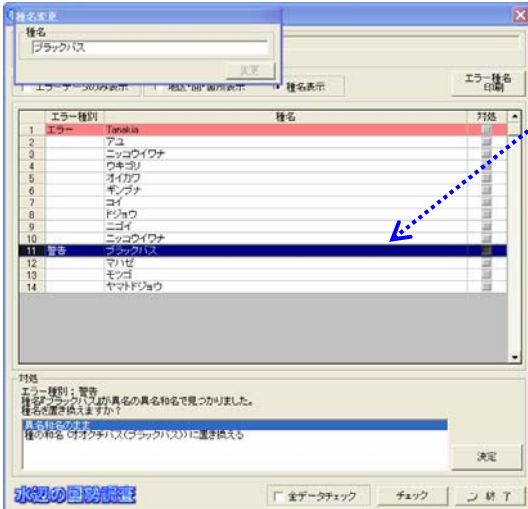 種名変更
種名
ブラックバス
変更
エラーデータのみ表示 地区・回・箇所表示 種名表示
エラー種名
印刷
エラー種別 種名 対処
1 エラー Tanakia
2 アユ
3 ニッコウイワナ
4 ウキゴリ
5 オイカワ
6 ギンブナ
7 コイ
8 ドジョウ
9 ニゴイ
10 ニッコウイワナ
11 警告 ブラックバス
12 マハゼ
13 モツゴ
14 ヤマトドジョウ
対処
エラー種別：警告
種名『ブラックバス』が異名の異名和名で見つかりました。
種名を置き換えますか？
異名和名のまま
種の和名（オオクチバス(ブラックバス)）に置き換える
決定
水辺の国勢調査
全データチェック チェック 終了